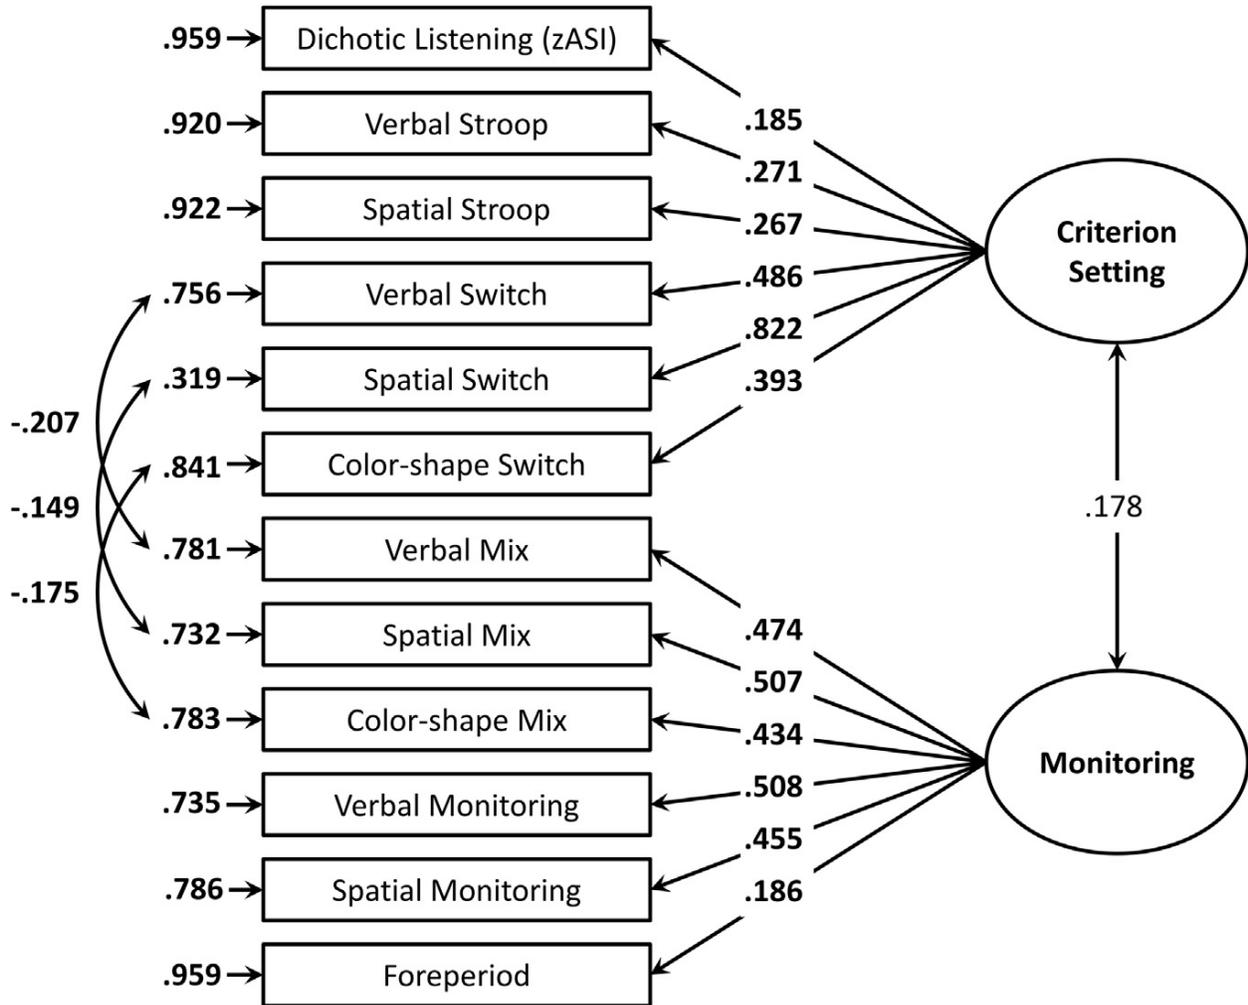 .959 Dichotic Listening (zASI)
.185
.920 Verbal Stroop
.271
.922 Spatial Stroop
.267
Criterion
Setting
.756 Verbal Switch
.486
.822
.319 Spatial Switch
.393
-.207
.841 Color-shape Switch
-.149
.178
.781 Verbal Mix
-.175
.474
.732 Spatial Mix
.507
.783 Color-shape Mix
.434
Monitoring
.508
.735 Verbal Monitoring
.455
.786 Spatial Monitoring
.186
.959 Foreperiod